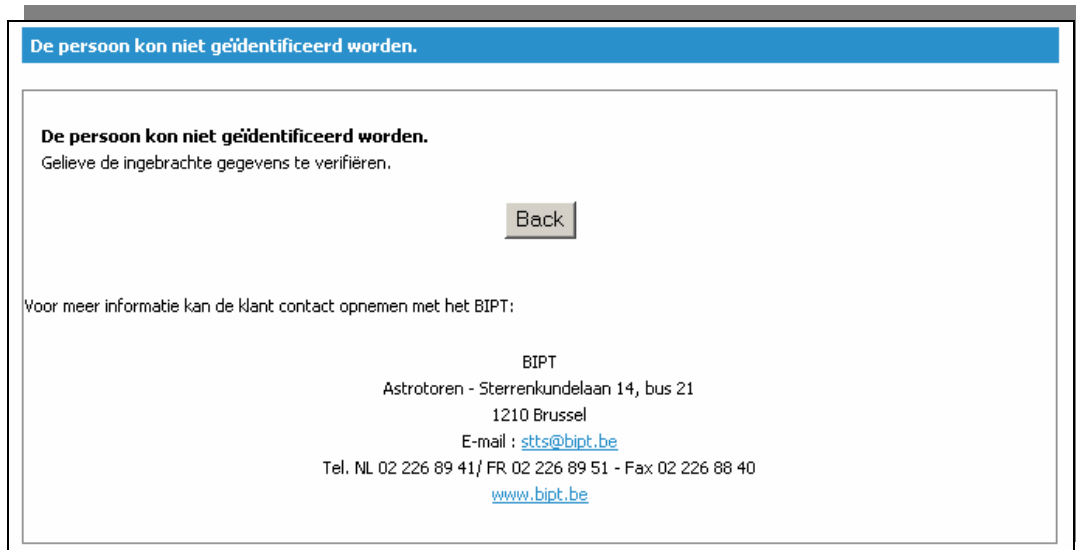 De persoon kon niet geïdentificeerd worden.
De persoon kon niet geïdentificeerd worden.
Gelieve de ingebrachte gegevens te verifiëren.
Back
Voor meer informatie kan de klant contact opnemen met het BIPT:
BIPT
Astrotoren - Sterrenkundelaan 14, bus 21
1210 Brussel
E-mail : stts@bipt.be
Tel. NL 02 226 89 41/ FR 02 226 89 51 - Fax 02 226 88 40
www.bipt.be